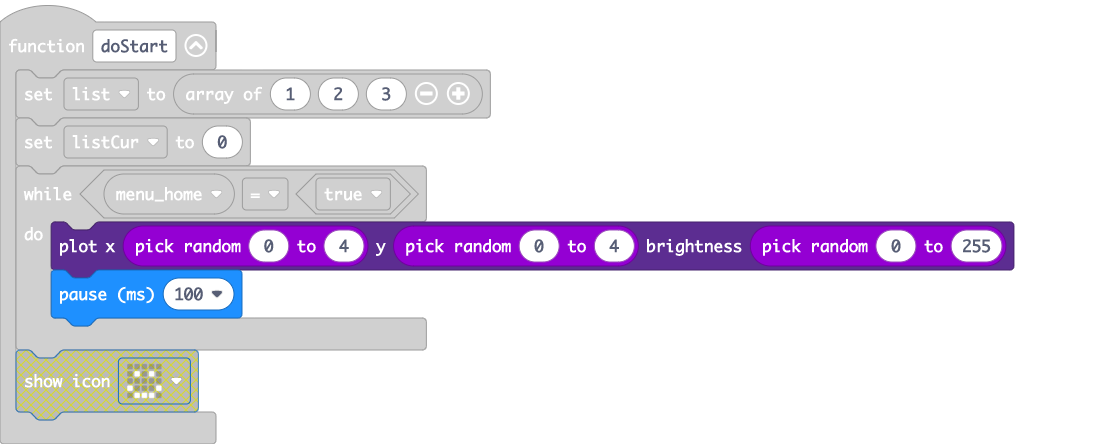 function doStart
set list to array of 1 2 3
set listCur to 0
while menu_home = true
do
plot x pick random 0 to 4 y pick random 0 to 4 brightness pick random 0 to 255
pause (ms) 100
show icon